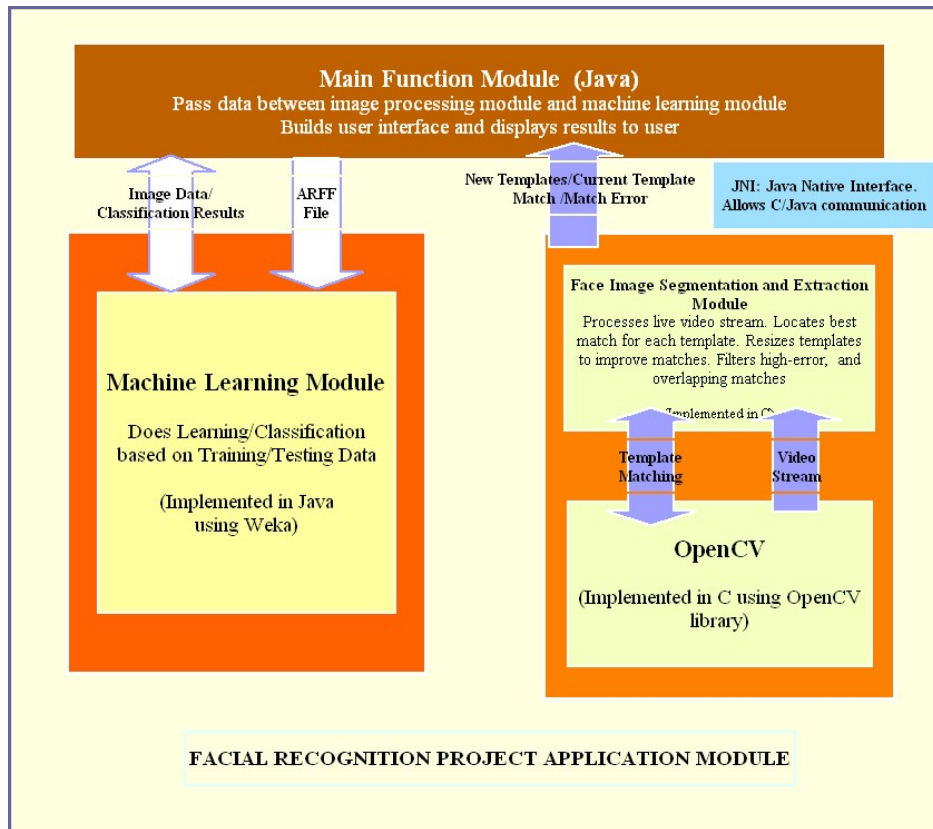 Main Function Module (Java)
Pass data between image processing module and machine learning module
Builds user interface and displays results to user
Image Data/
Classification Results
ARFF
File
New Templates/Current Template
Match /Match Error
JNI: Java Native Interface.
Allows C/Java communication
Machine Learning Module
Does Learning/Classification
based on Training/Testing Data
(Implemented in Java
using Weka)
Face Image Segmentation and Extraction
Module
Processes live video stream. Locates best
match for each template. Resizes templates
to improve matches. Filters high-error, and
overlapping matches
(Implemented in C)
Template
Matching
Video
Stream
OpenCV
(Implemented in C using OpenCV
library)
FACIAL RECOGNITION PROJECT APPLICATION MODULE